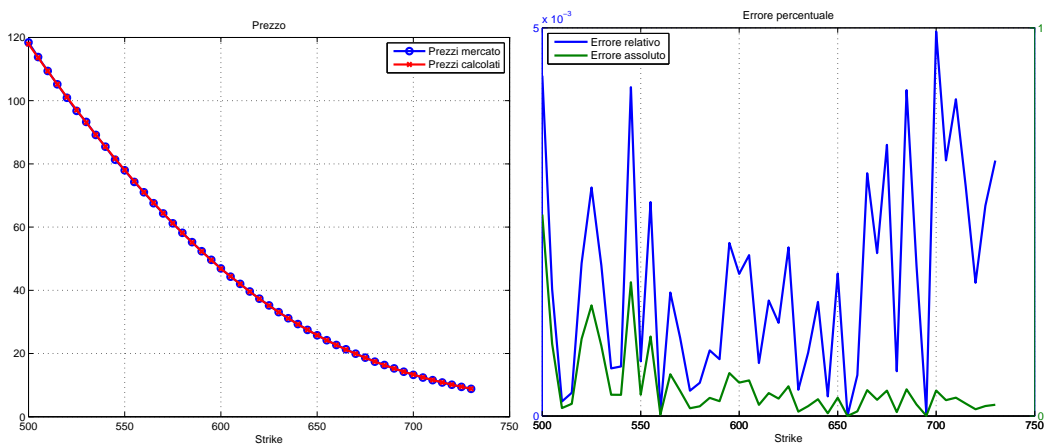 Prezzo
120
100
80
60
40
20
0
500
550
600
650
700
750
Strike
Prezzi mercato
Prezzi calcolati
Errore percentuale
5 x 10⁻³
1
Errore relativo
Errore assoluto
0
0
500
550
600
650
700
750
Strike